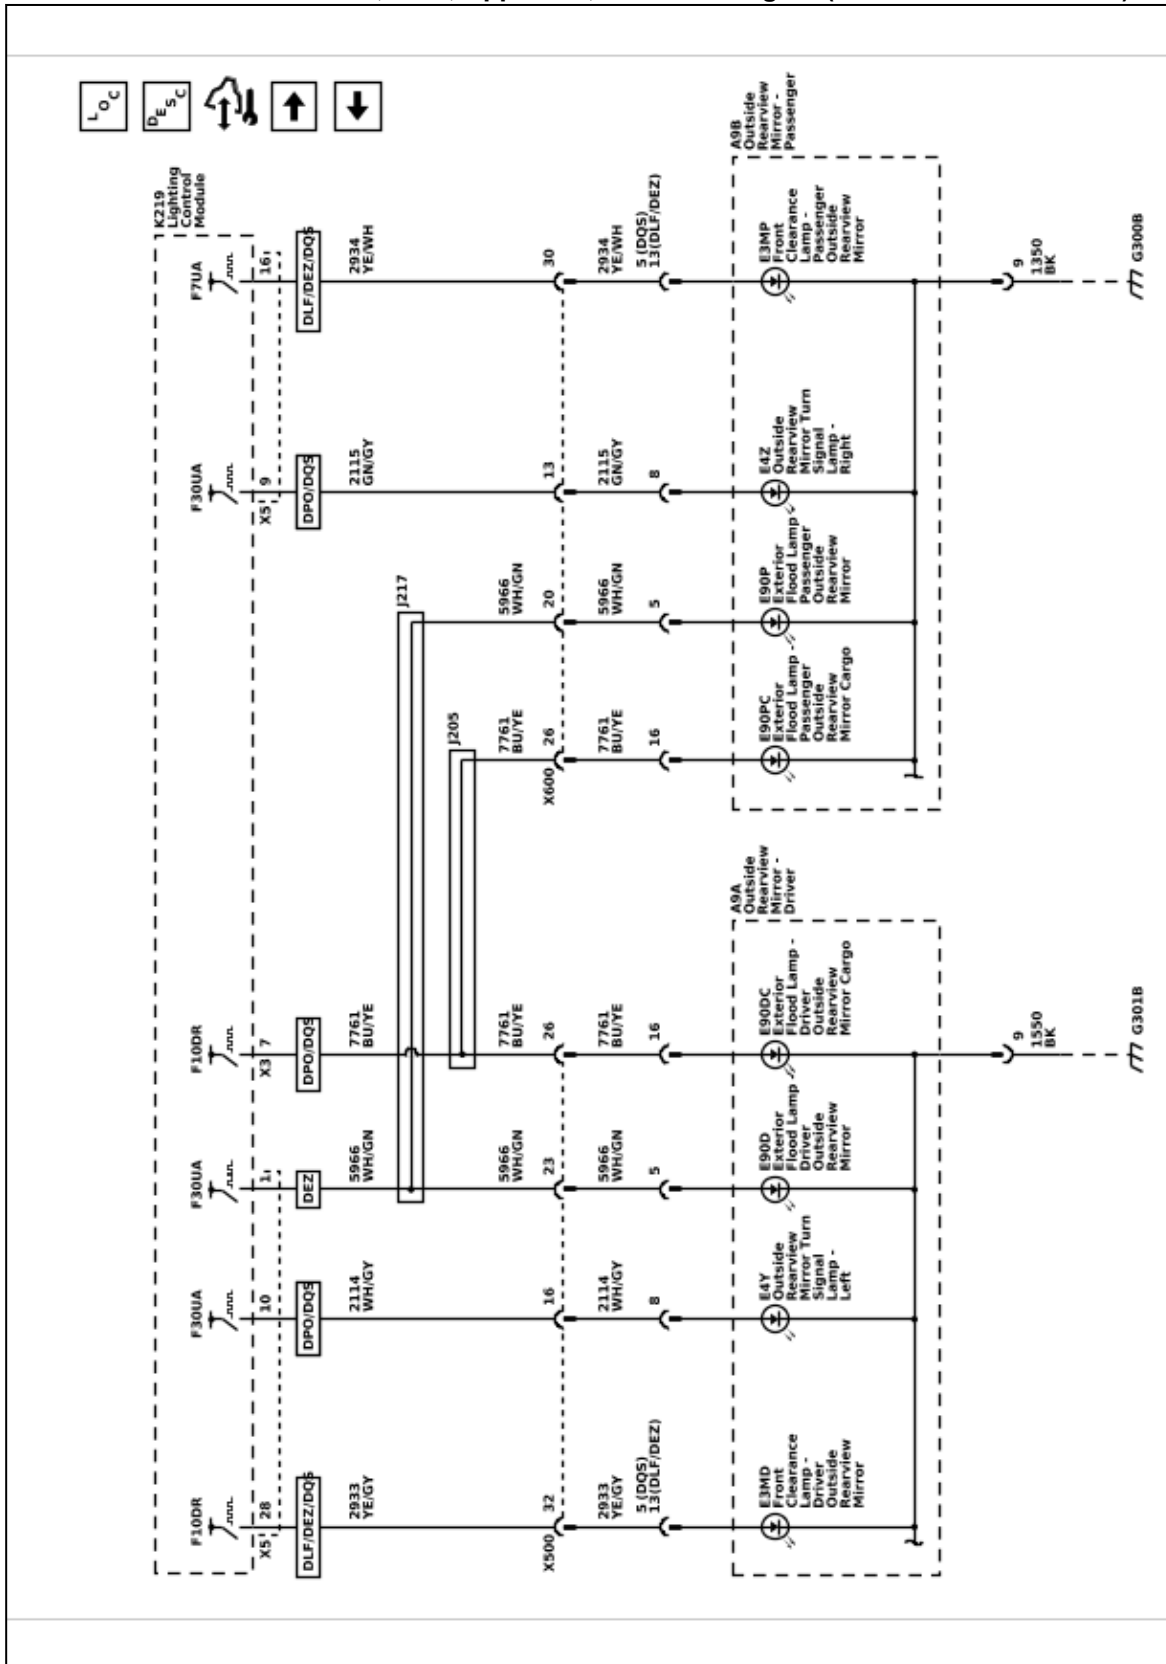 L O C
D E S C
K219
Lighting
Control
Module
F10DR
F30UA
F30UA
F10DR
F30UA
F7UA
X5 28
10
1
X3 7
X5 9
16
DLF/DEZ/DQS
DPO/DQS
DEZ
DPO/DQS
DPO/DQS
DLF/DEZ/DQS
2933
YE/GY
2114
WH/GY
5966
WH/GN
7761
BU/YE
2115
GN/GY
2934
YE/WH
J217
J205
5966
WH/GN
7761
BU/YE
7761
BU/YE
5966
WH/GN
X500 32
16
23
26
X600 26
20
13
30
2933
YE/GY
2114
WH/GY
5966
WH/GN
7761
BU/YE
7761
BU/YE
5966
WH/GN
2115
GN/GY
2934
YE/WH
5 (DQS)
13(DLF/DEZ)
8
5
16
16
5
8
5 (DQS)
13(DLF/DEZ)
A9A
Outside
Rearview
Mirror -
Driver
A9B
Outside
Rearview
Mirror -
Passenger
E3MD
Front
Clearance
Lamp -
Driver
Outside
Rearview
Mirror
E4Y
Outside
Rearview
Mirror Turn
Signal
Lamp -
Left
E90D
Exterior
Flood Lamp -
Driver
Outside
Rearview
Mirror
E90DC
Exterior
Flood Lamp -
Driver
Outside
Rearview
Mirror Cargo
E90PC
Exterior
Flood Lamp -
Passenger
Outside
Rearview
Mirror Cargo
E90P
Exterior
Flood Lamp -
Passenger
Outside
Rearview
Mirror
E4Z
Outside
Rearview
Mirror Turn
Signal
Lamp -
Right
E3MP
Front
Clearance
Lamp -
Passenger
Outside
Rearview
Mirror
9
1550
BK
9
1350
BK
G301B
G300B